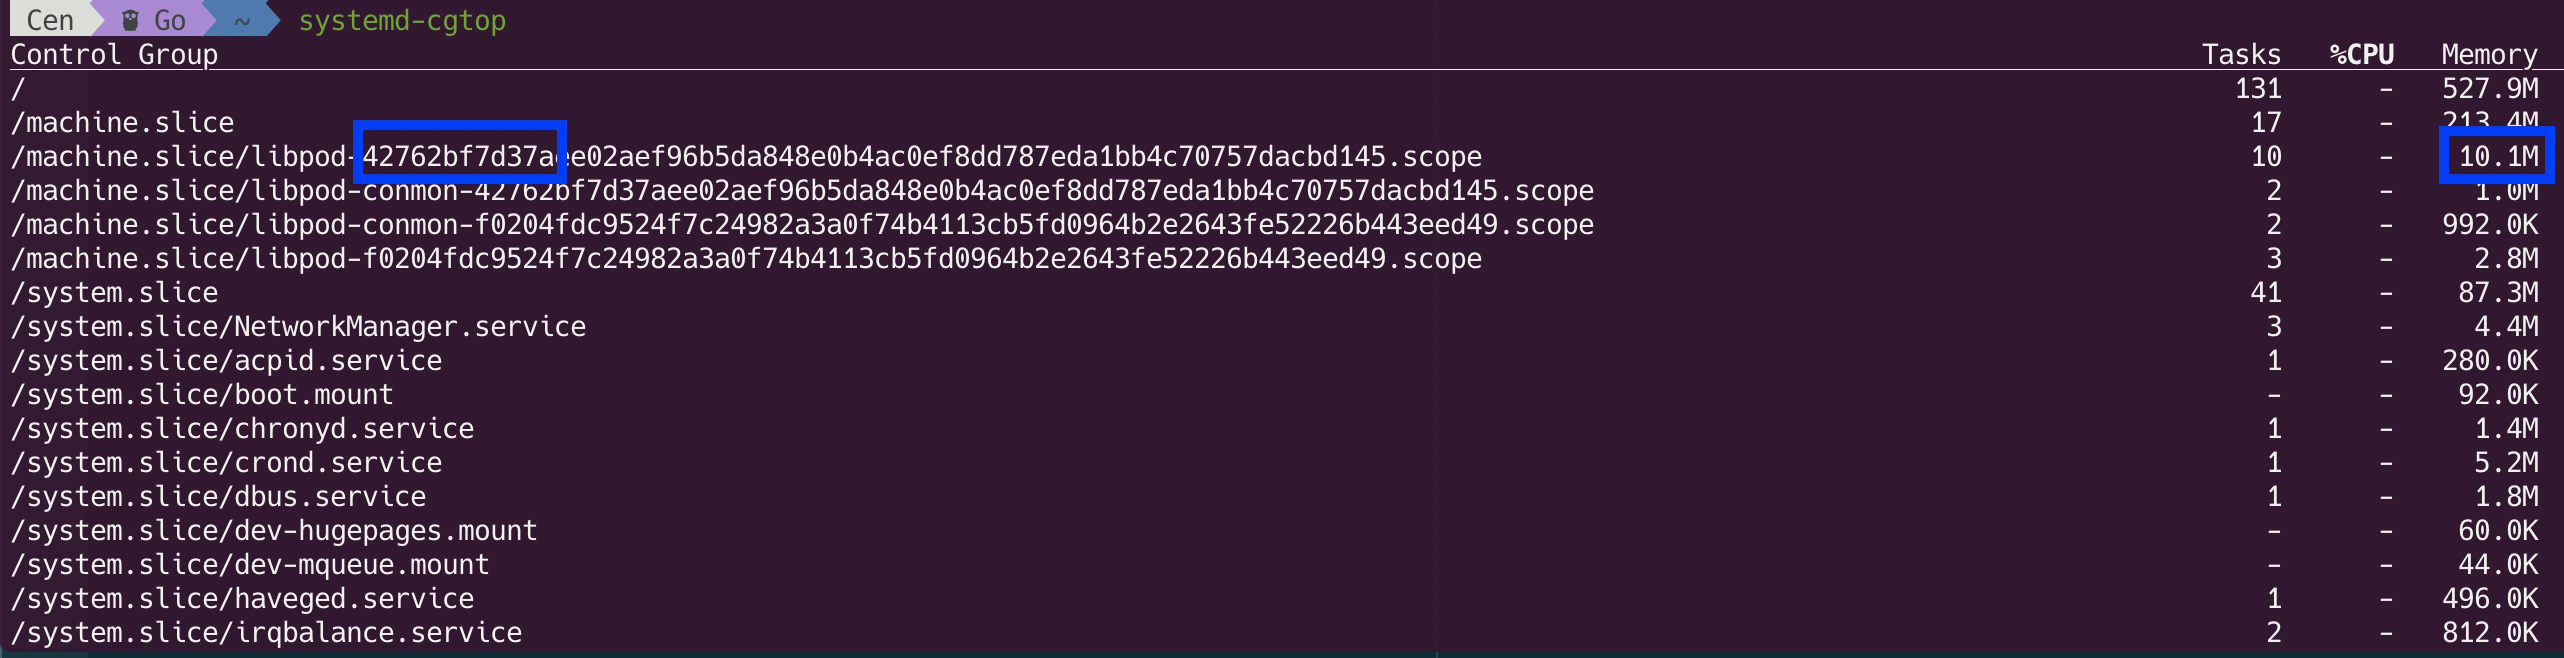 Cen Go ~ systemd-cgtop
Control Group Tasks %CPU Memory
/ 131 - 527.9M
/machine.slice 17 - 213.4M
/machine.slice/libpod-42762bf7d37aee02aef96b5da848e0b4ac0ef8dd787eda1bb4c70757dacbd145.scope 10 - 10.1M
/machine.slice/libpod-conmon-42762bf7d37aee02aef96b5da848e0b4ac0ef8dd787eda1bb4c70757dacbd145.scope 2 - 1.0M
/machine.slice/libpod-conmon-f0204fdc9524f7c24982a3a0f74b4113cb5fd0964b2e2643fe52226b443eed49.scope 2 - 992.0K
/machine.slice/libpod-f0204fdc9524f7c24982a3a0f74b4113cb5fd0964b2e2643fe52226b443eed49.scope 3 - 2.8M
/system.slice 41 - 87.3M
/system.slice/NetworkManager.service 3 - 4.4M
/system.slice/acpid.service 1 - 280.0K
/system.slice/boot.mount - - 92.0K
/system.slice/chronyd.service 1 - 1.4M
/system.slice/crond.service 1 - 5.2M
/system.slice/dbus.service 1 - 1.8M
/system.slice/dev-hugepages.mount - - 60.0K
/system.slice/dev-mqueue.mount - - 44.0K
/system.slice/haveged.service 1 - 496.0K
/system.slice/irqbalance.service 2 - 812.0K